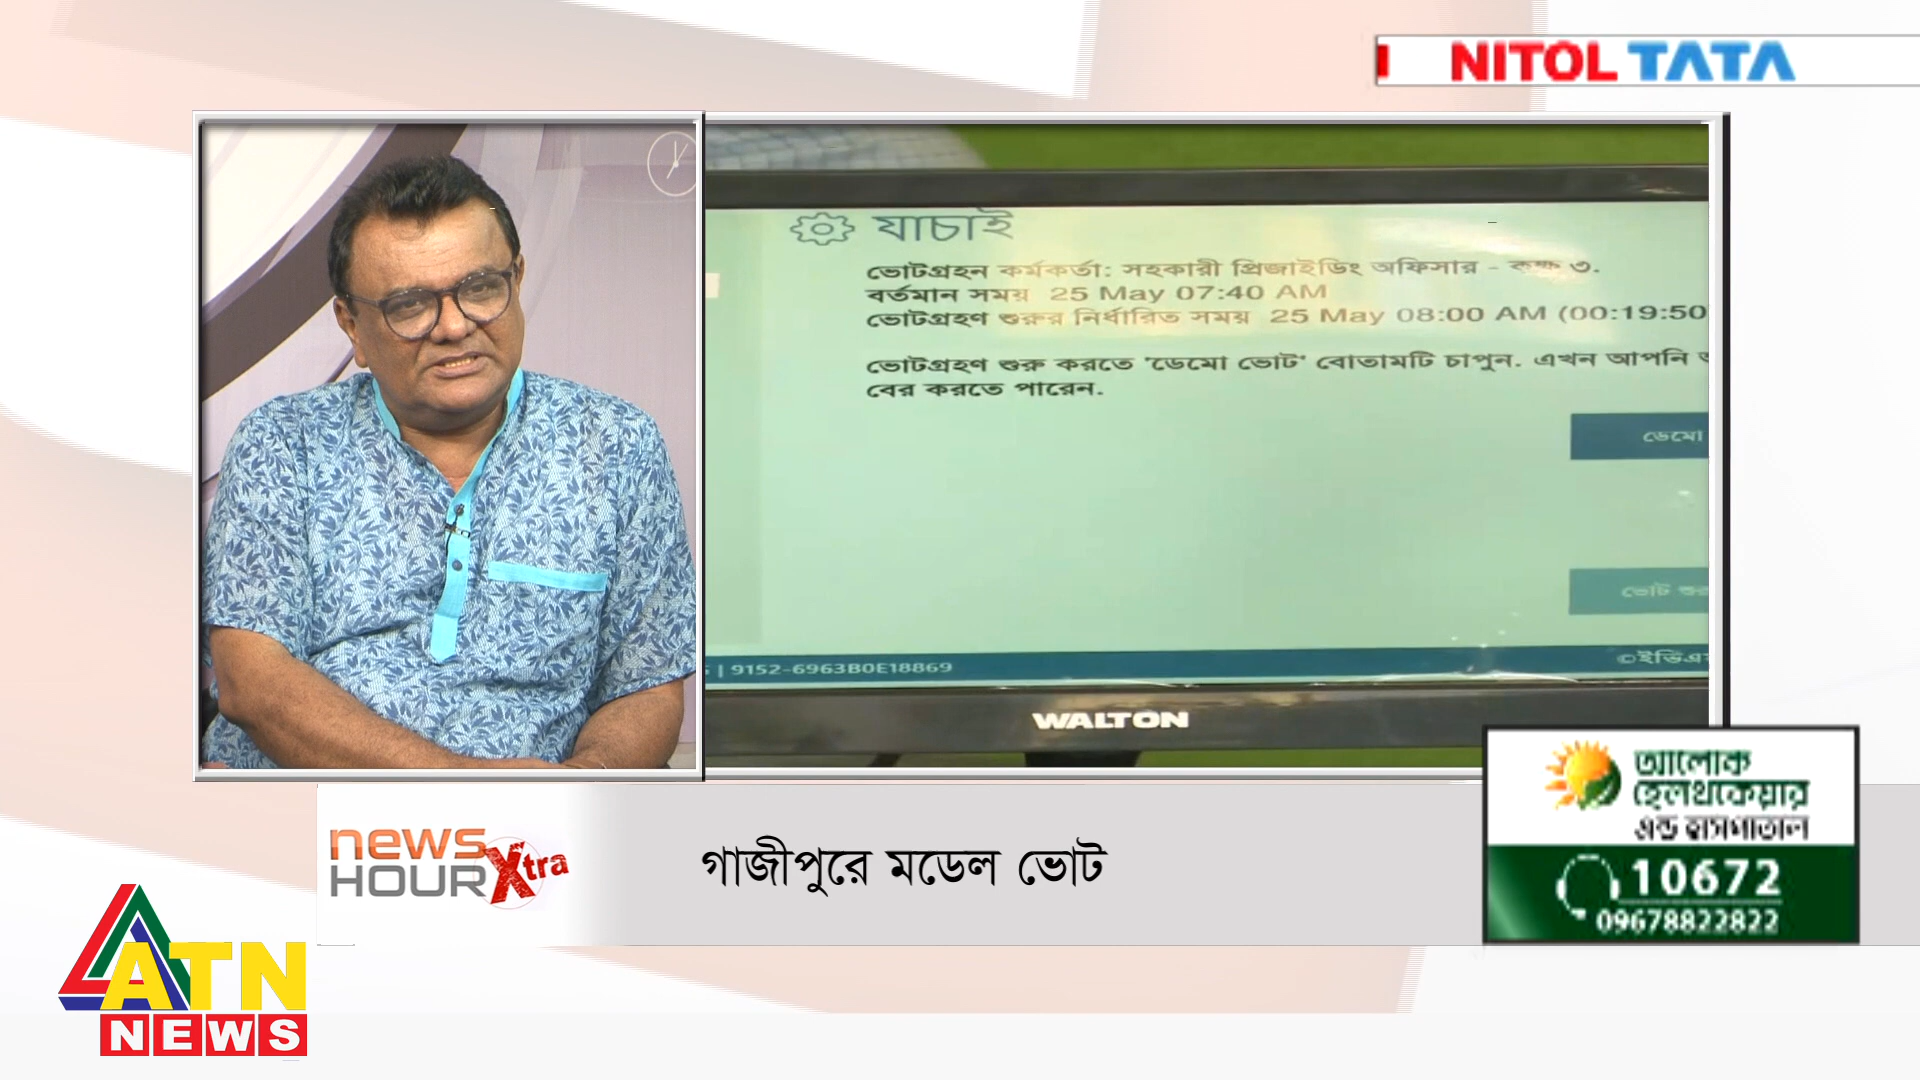 NITOL TATA
যাচাই
ভোটগ্রহন কর্মকর্তা: সহকারী প্রিজাইডিং অফিসার - কক্ষ ৩.
বর্তমান সময় 25 May 07:40 AM
ভোটগ্রহণ শুরুর নির্ধারিত সময় 25 May 08:00 AM (00:19:50
ভোটগ্রহণ শুরু করতে 'ডেমো ভোট' বোতামটি চাপুন. এখন আপনি
বের করতে পারেন.
ডেমো
ভোট শুরু
| 9152-6963B0E18869
©ইভিএম
WALTON
আলোক
হেলথকেয়ার
এন্ড হাসপাতাল
10672
09678822822
news
HOUR Xtra
গাজীপুরে মডেল ভোট
ATN
NEWS